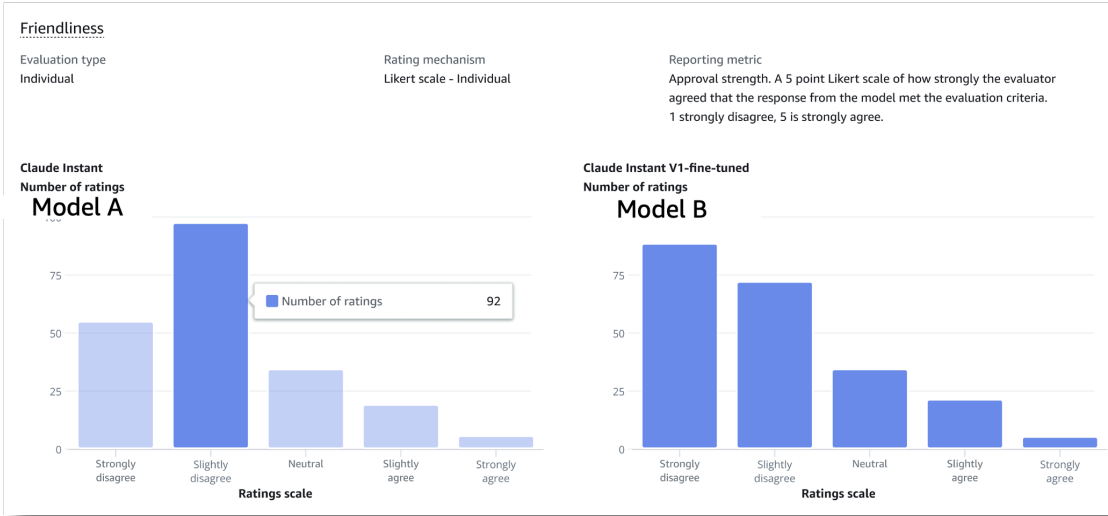 Friendliness
Evaluation type
Individual
Rating mechanism
Likert scale - Individual
Reporting metric
Approval strength. A 5 point Likert scale of how strongly the evaluator
agreed that the response from the model met the evaluation criteria.
1 strongly disagree, 5 is strongly agree.
Claude Instant
Number of ratings
Model A
75
50
25
0
Number of ratings 92
Strongly disagree
Slightly disagree
Neutral
Slightly agree
Strongly agree
Ratings scale
Claude Instant V1-fine-tuned
Number of ratings
Model B
75
50
25
0
Strongly disagree
Slightly disagree
Neutral
Slightly agree
Strongly agree
Ratings scale